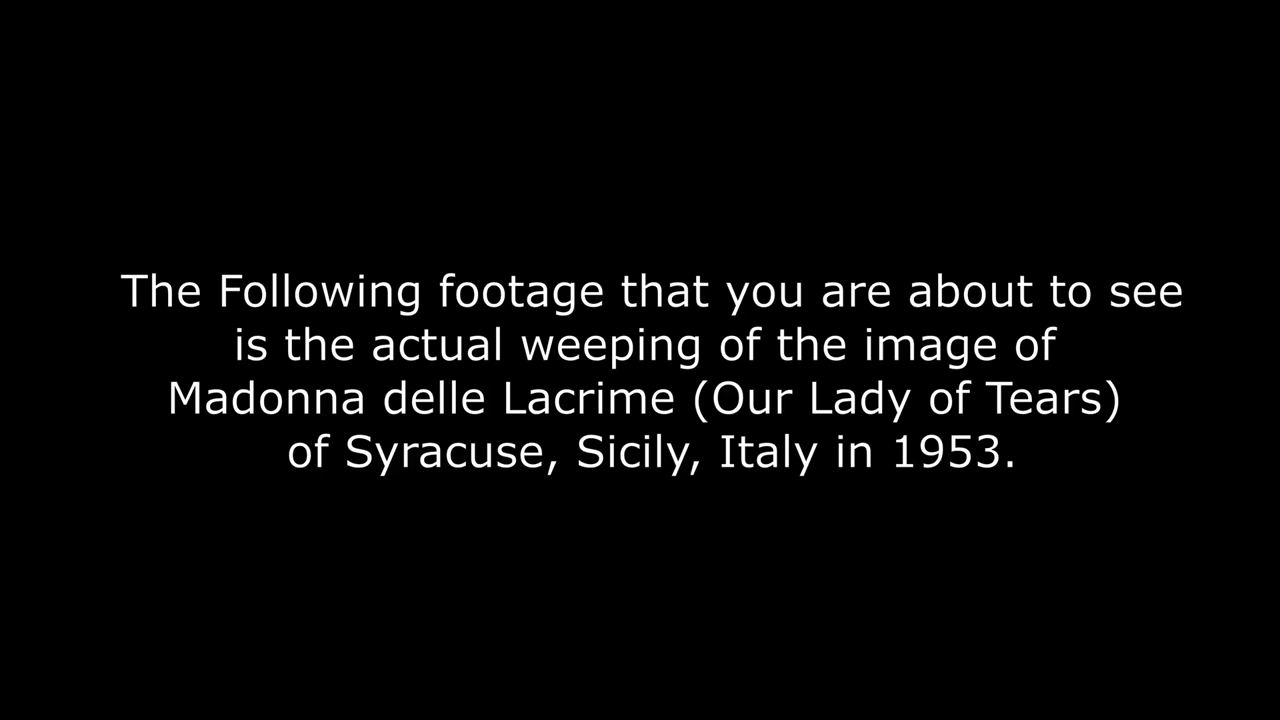 The Following footage that you are about to see
is the actual weeping of the image of
Madonna delle Lacrime (Our Lady of Tears)
of Syracuse, Sicily, Italy in 1953.